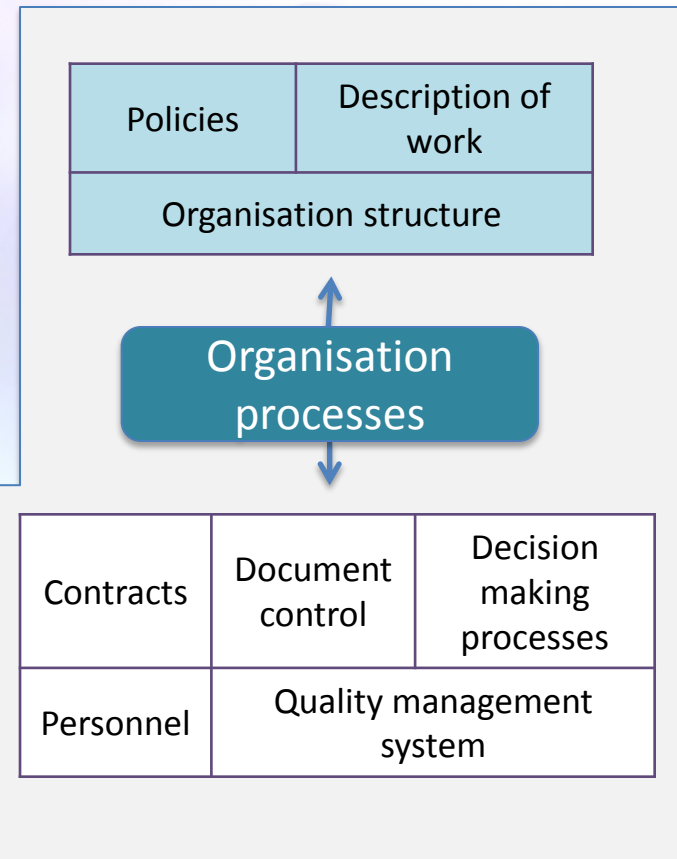 Policies
Description of
work
Organisation structure
Organisation
processes
Contracts
Document
control
Decision
making
processes
Personnel
Quality management
system